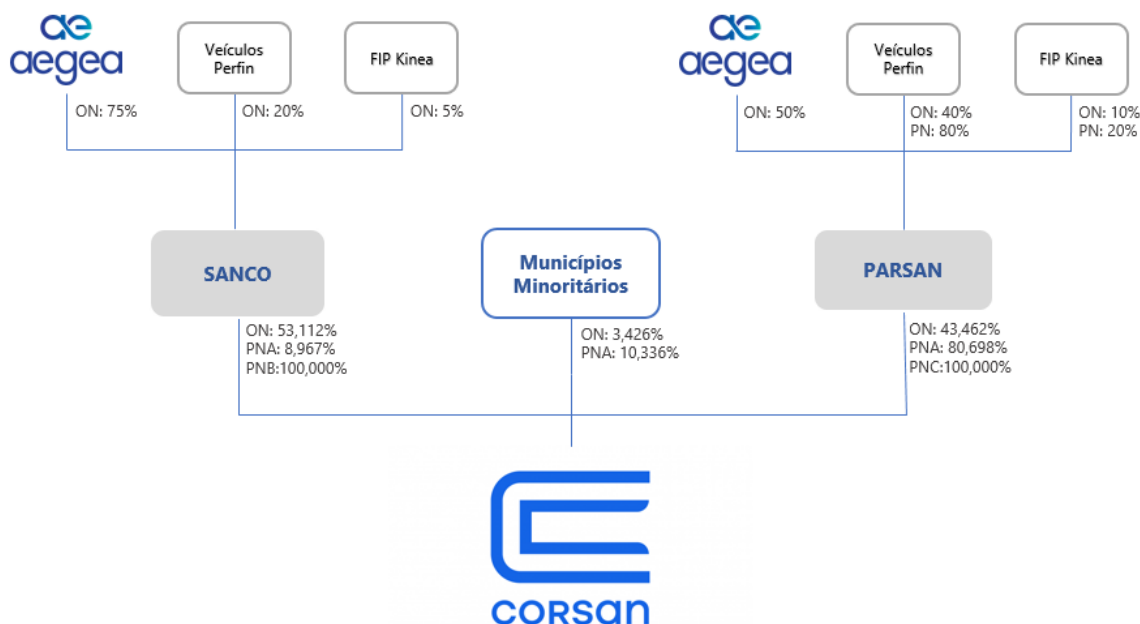 ae
aegea
Veículos
Perfin
FIP Kinea
ON: 75%
ON: 20%
ON: 5%
ae
aegea
Veículos
Perfin
FIP Kinea
ON: 50%
ON: 40%
PN: 80%
ON: 10%
PN: 20%
SANCO
Municípios
Minoritários
PARSAN
ON: 53,112%
PNA: 8,967%
PNB:100,000%
ON: 3,426%
PNA: 10,336%
ON: 43,462%
PNA: 80,698%
PNC:100,000%
CORSAN